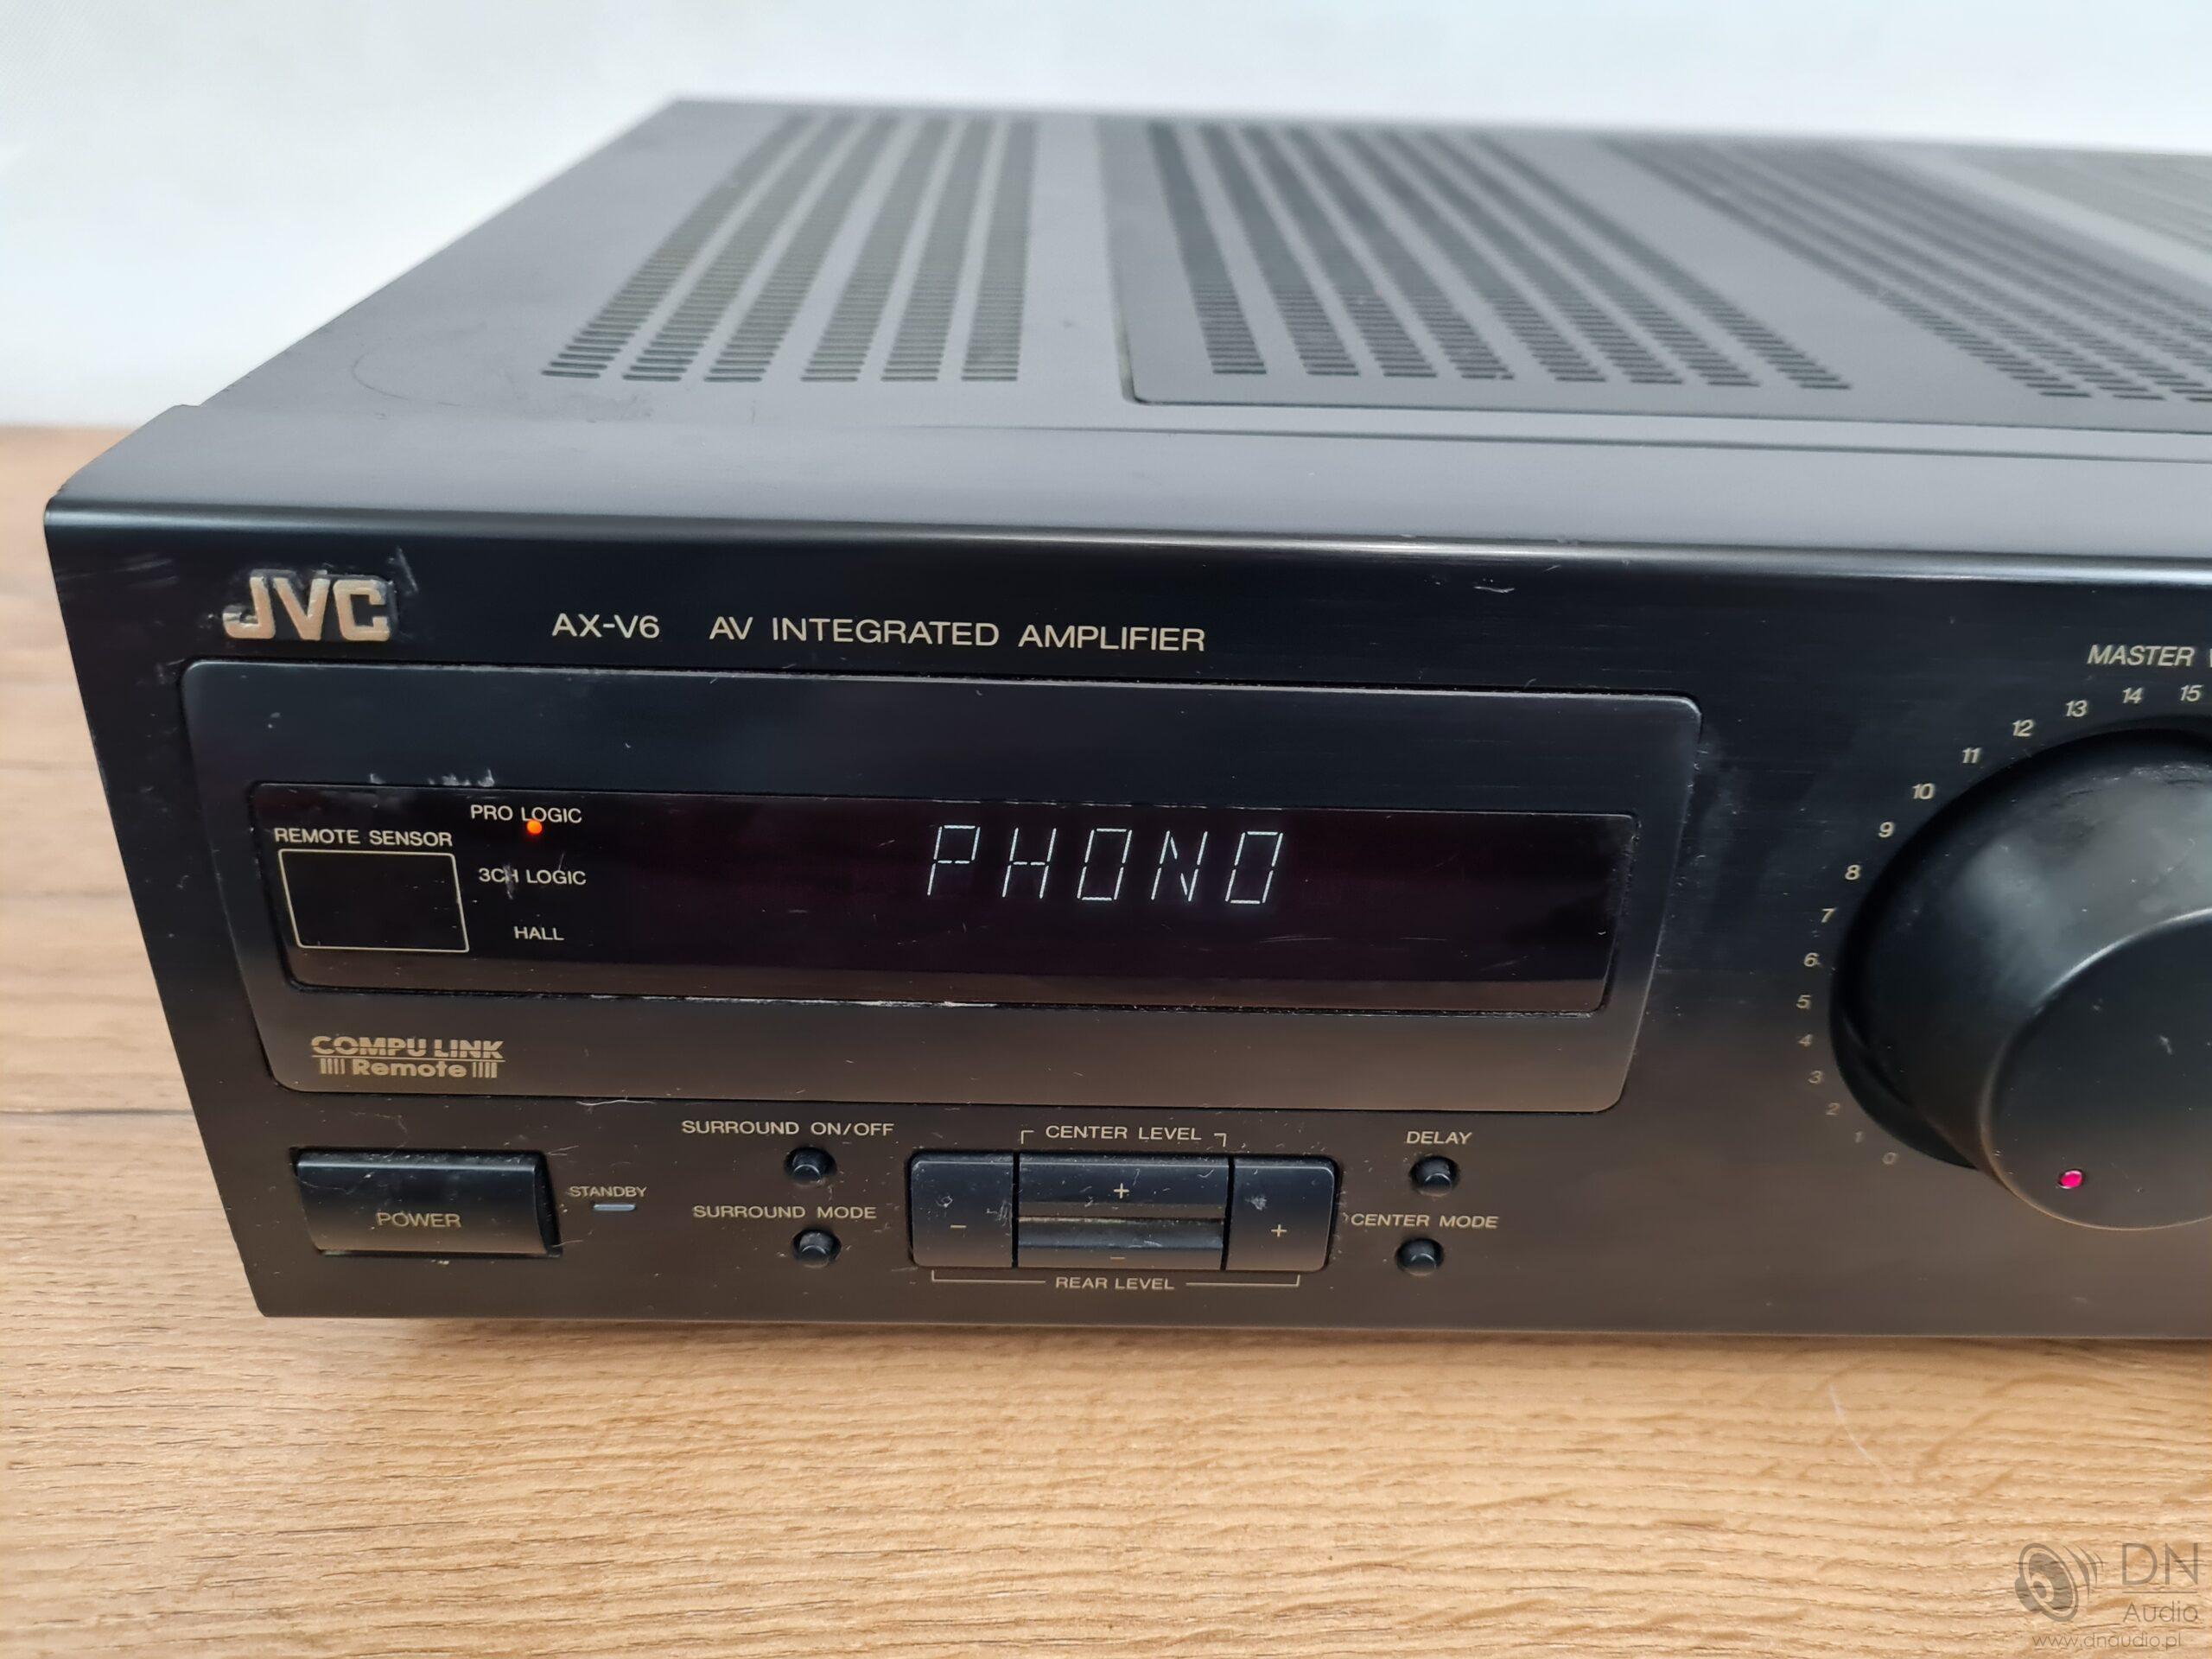 JVC
AX-V6 AV INTEGRATED AMPLIFIER
MASTER
PRO LOGIC
REMOTE SENSOR
3CH LOGIC
HALL
PHONO
COMPU LINK
Remote
15
14
13
12
11
10
9
8
7
6
5
4
3
2
1
0
POWER
STANDBY
SURROUND ON/OFF
SURROUND MODE
CENTER LEVEL
+
-
-
+
REAR LEVEL
DELAY
CENTER MODE
DN
Audio
www.dnaudio.pl